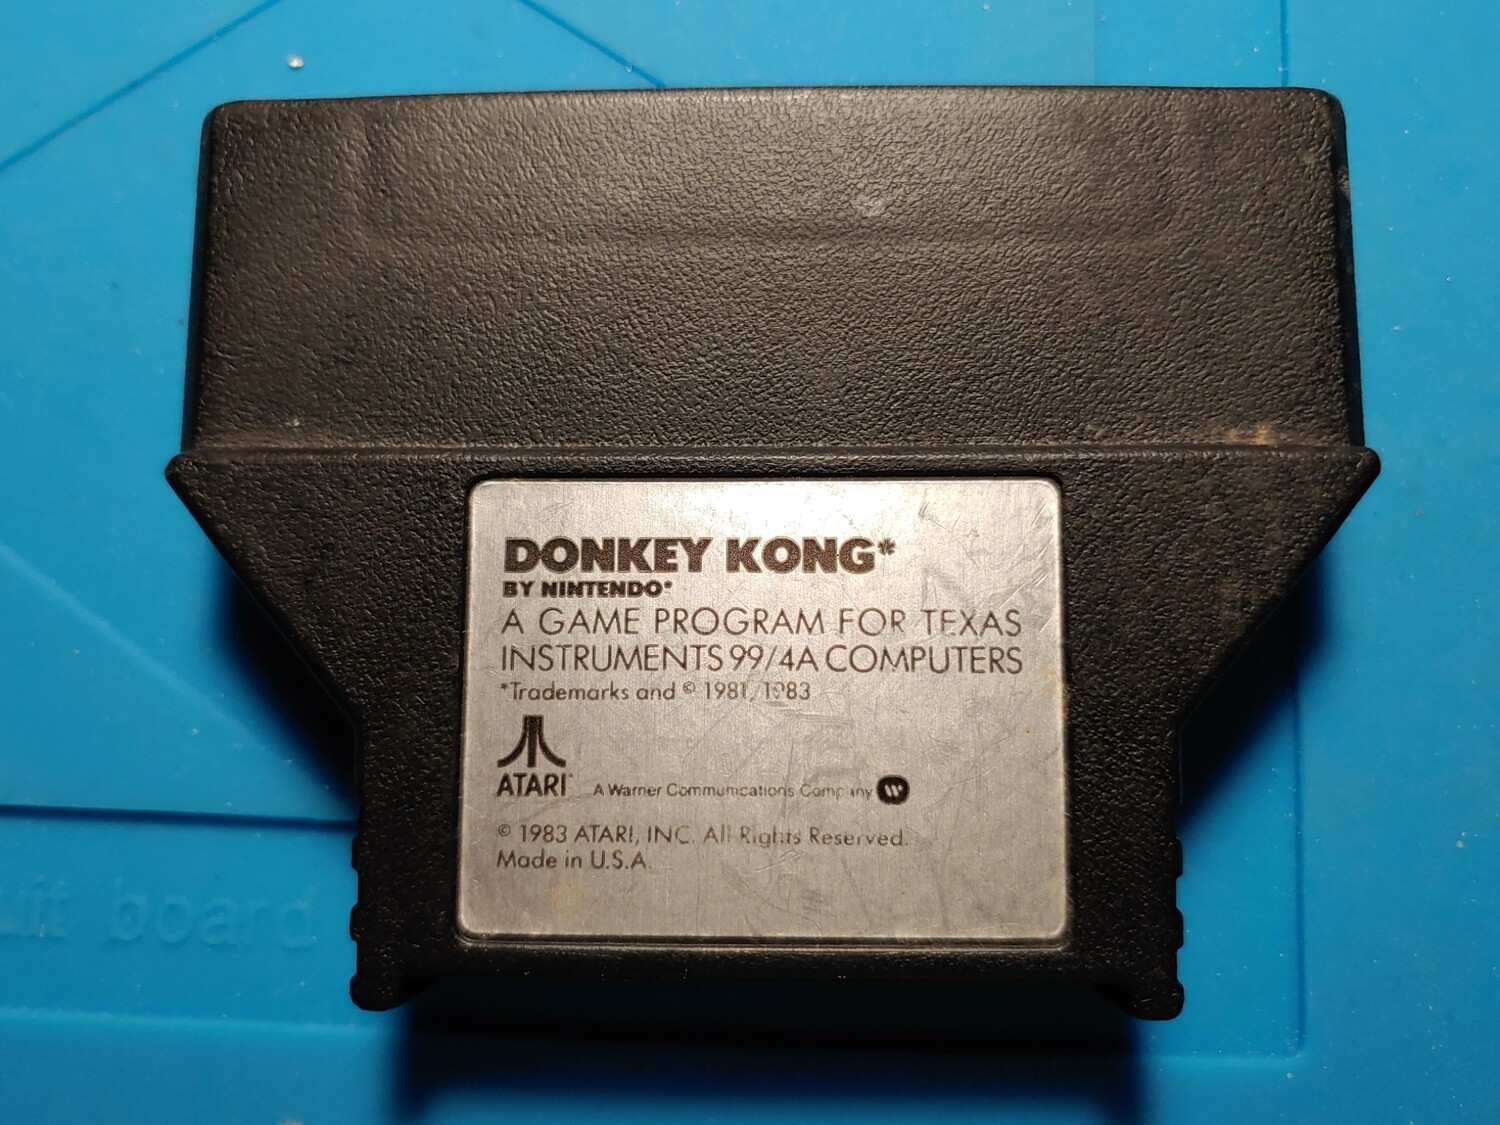 DONKEY KONG*
BY NINTENDO*
A GAME PROGRAM FOR TEXAS
INSTRUMENTS 99/4A COMPUTERS
*Trademarks and © 1981, 1983
ATARI® A Warner Communications Company
© 1983 ATARI, INC. All Rights Reserved.
Made in U.S.A.
uit board